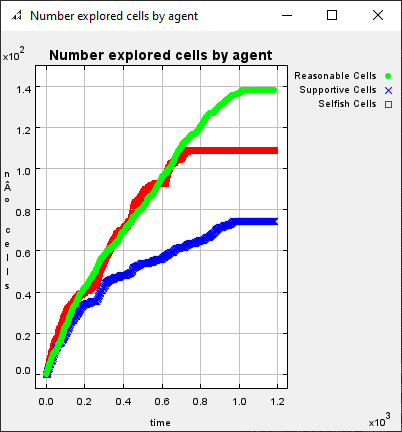 Number explored cells by agent
x10^2
Number explored cells by agent
Reasonable Cells
Supportive Cells
Selfish Cells
1.4
1.2
1.0
0.8
0.6
0.4
0.2
0.0
nÂº cells
0.0 0.2 0.4 0.6 0.8 1.0 1.2
time
x10^3